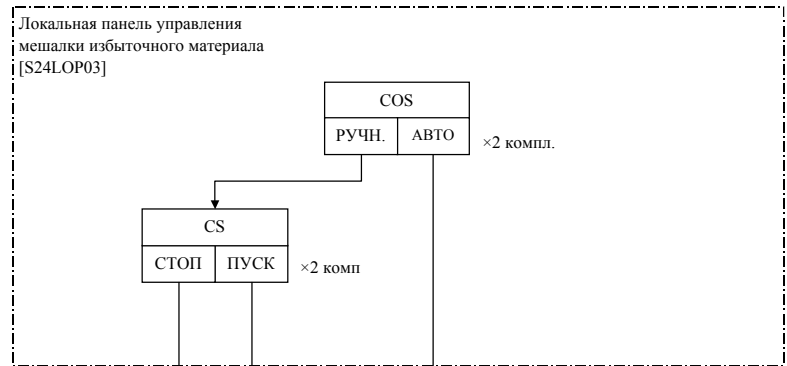 Локальная панель управления
мешалки избыточного материала
[S24LOP03]
COS
РУЧН. АВТО
×2 компл.
CS
СТОП ПУСК
×2 комп